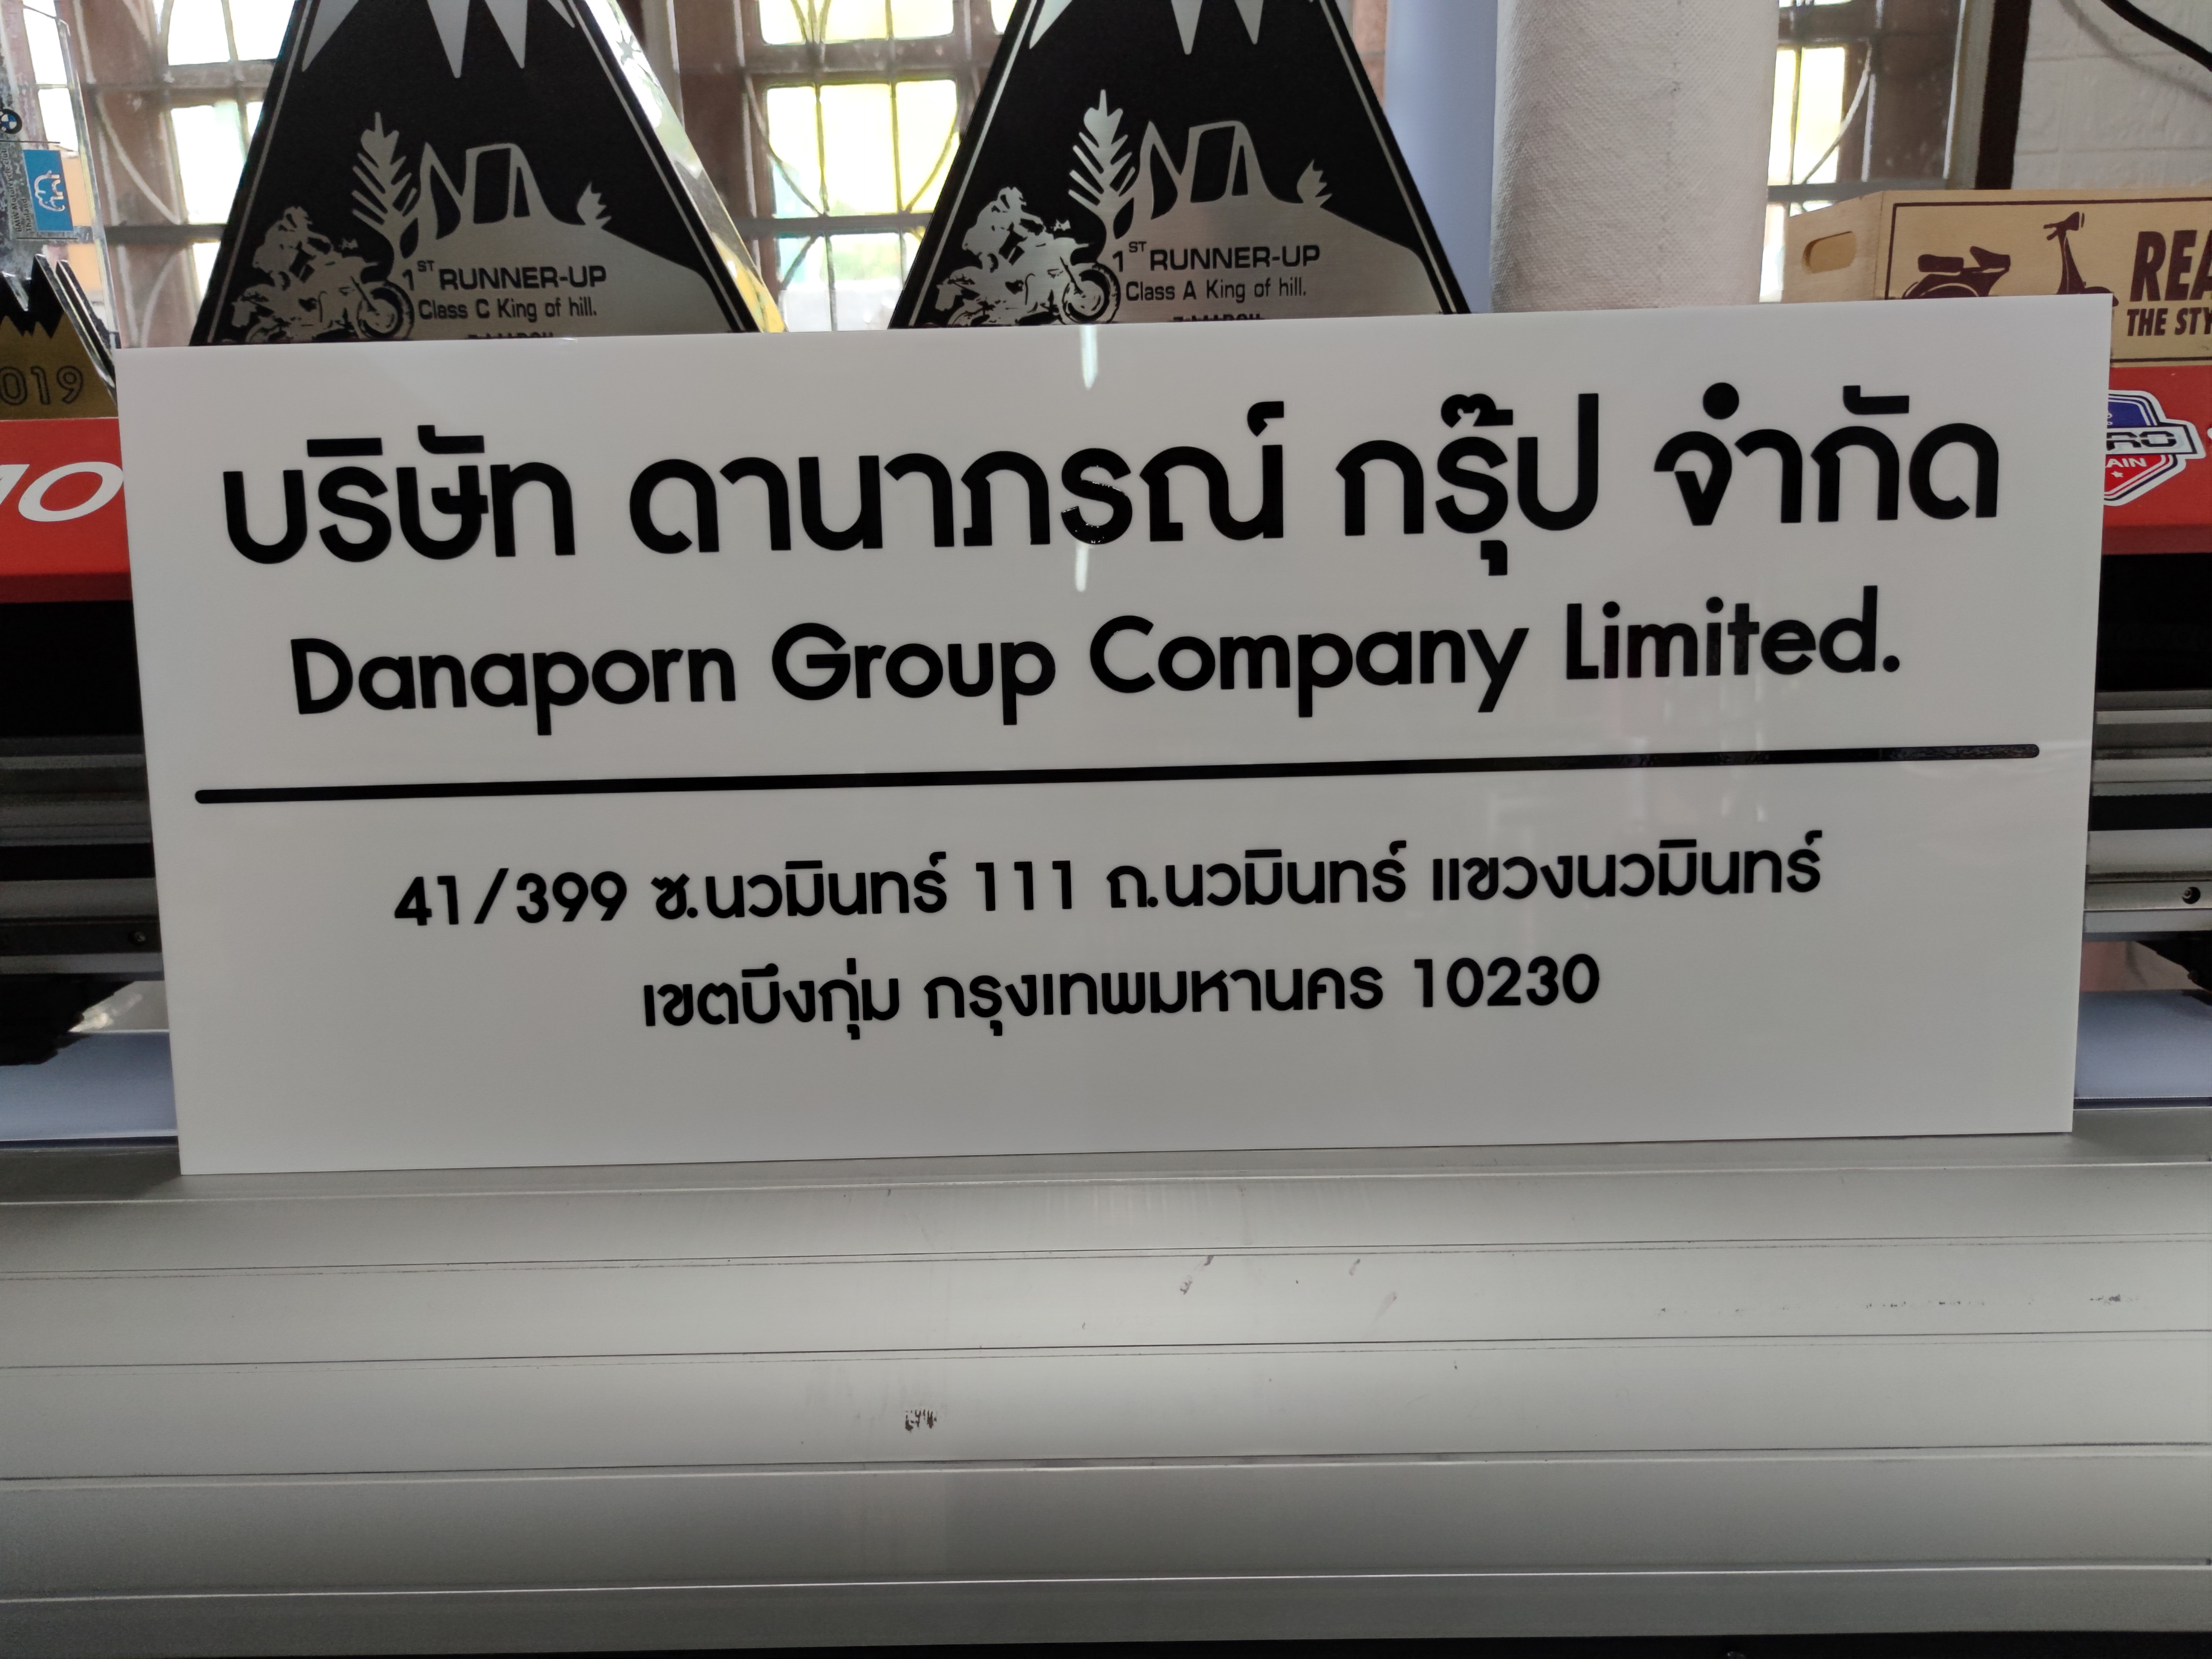 1ST RUNNER-UP
Class C King of hill.
1ST RUNNER-UP
Class A King of hill.
THE
019
บริษัท ดานาภรณ์ กรุ๊ป จำกัด
Danaporn Group Company Limited.
41/399 ซ.นวมินทร์ 111 ถ.นวมินทร์ แขวงนวมินทร์
เขตบึงกุ่ม กรุงเทพมหานคร 10230